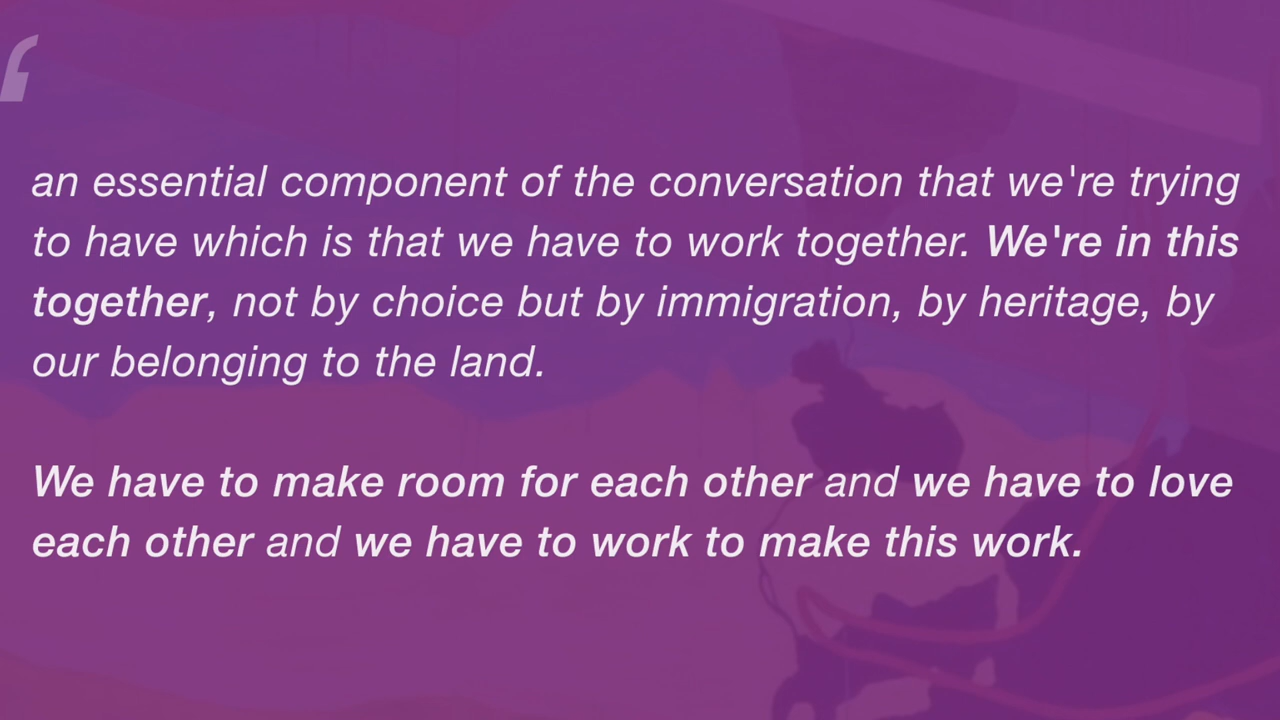 ‘
an essential component of the conversation that we're trying
to have which is that we have to work together. We're in this
together, not by choice but by immigration, by heritage, by
our belonging to the land.
We have to make room for each other and we have to love
each other and we have to work to make this work.